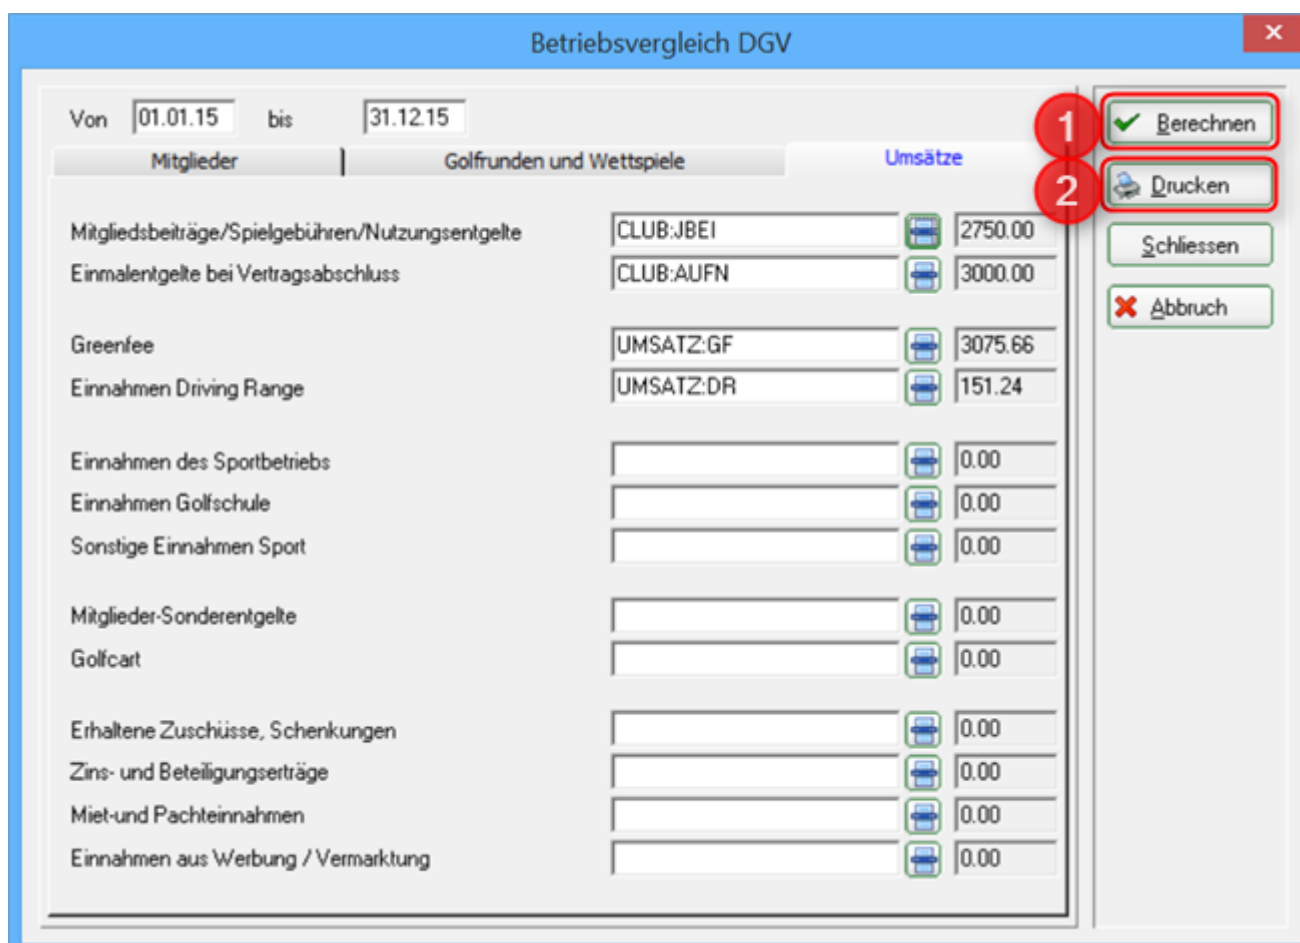 Betriebsvergleich DGV
Von 01.01.15 bis 31.12.15
Mitglieder Golfrunden und Wettspiele Umsätze
Mitgliedsbeiträge/Spielgebühren/Nutzungsentgelte CLUB:JBEI 2750.00
Einmalentgelte bei Vertragsabschluss CLUB:AUFN 3000.00
Greenfee UMSATZ:GF 3075.66
Einnahmen Driving Range UMSATZ:DR 151.24
Einnahmen des Sportbetriebs 0.00
Einnahmen Golfschule 0.00
Sonstige Einnahmen Sport 0.00
Mitglieder-Sonderentgelte 0.00
Golfcart 0.00
Erhaltene Zuschüsse, Schenkungen 0.00
Zins- und Beteiligungserträge 0.00
Miet-und Pachteinnahmen 0.00
Einnahmen aus Werbung / Vermarktung 0.00
1 Berechnen
2 Drucken
Schliessen
Abbruch